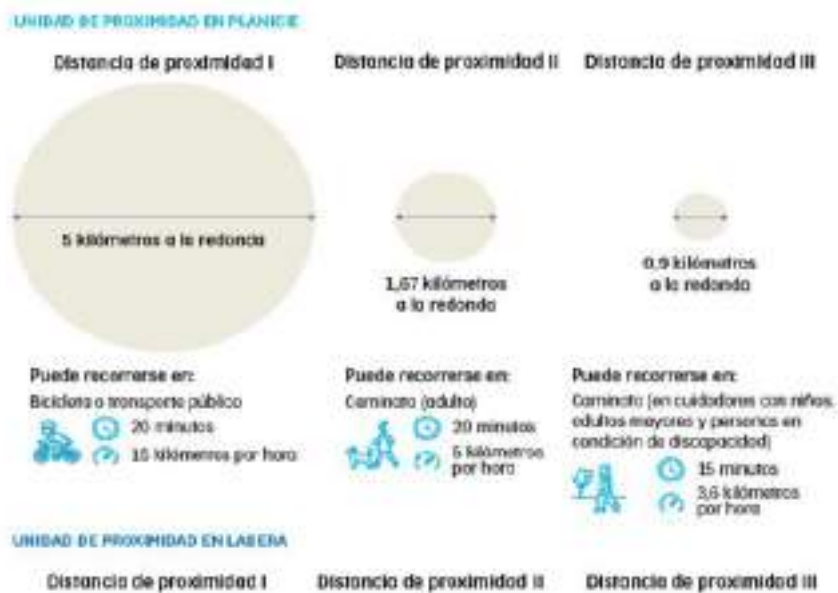 UNIDAD DE PROXIMIDAD EN PLANICIE
Distancia de proximidad I
Distancia de proximidad II
Distancia de proximidad III
5 kilómetros a la redonda
1,67 kilómetros
a la redonda
0,9 kilómetros
a la redonda
Puede recorrerse en:
Bicicleta o transporte público
20 minutos
15 kilómetros por hora
Puede recorrerse en:
Caminata (adulto)
20 minutos
5 kilómetros
por hora
Puede recorrerse en:
Caminata (en cuidadores con niños,
adultos mayores y personas en
condición de discapacidad)
15 minutos
3,6 kilómetros
por hora
UNIDAD DE PROXIMIDAD EN LADERA
Distancia de proximidad I
Distancia de proximidad II
Distancia de proximidad III